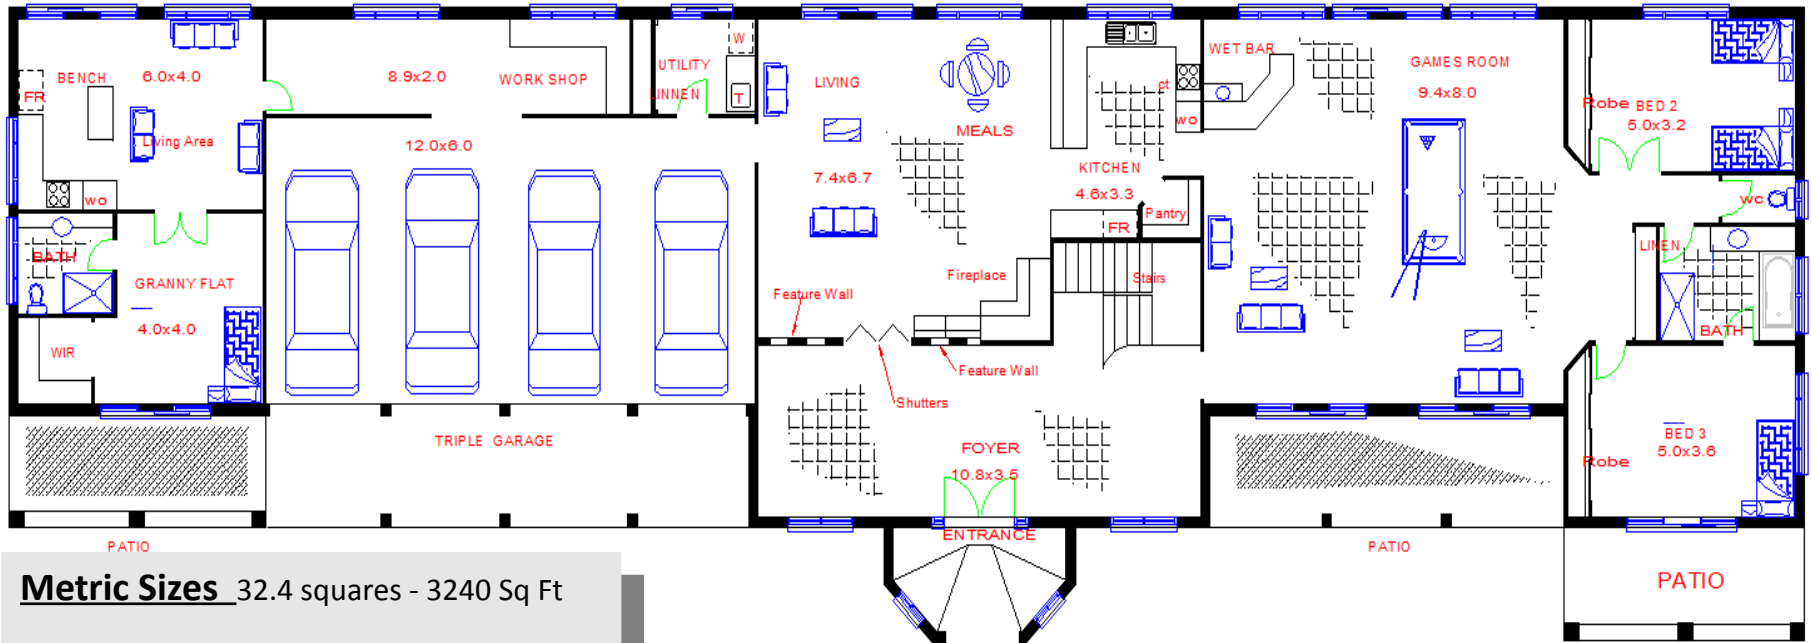 BENCH
6.0x4.0
FR
Living Area
wo
BATH
GRANNY FLAT
4.0x4.0
WIR
PATIO
8.9x2.0
WORK SHOP
12.0x6.0
TRIPLE GARAGE
UTILITY
LINNEN
W
T
LIVING
MEALS
7.4x6.7
KITCHEN
4.6x3.3
ct
wo
Pantry
FR
Fireplace
Stairs
Feature Wall
Feature Wall
Shutters
FOYER
10.8x3.5
ENTRANCE
WET BAR
GAMES ROOM
9.4x8.0
PATIO
Robe
BED 2
5.0x3.2
wc
LINEN
BATH
BED 3
5.0x3.6
Robe
PATIO
Metric Sizes 32.4 squares - 3240 Sq Ft